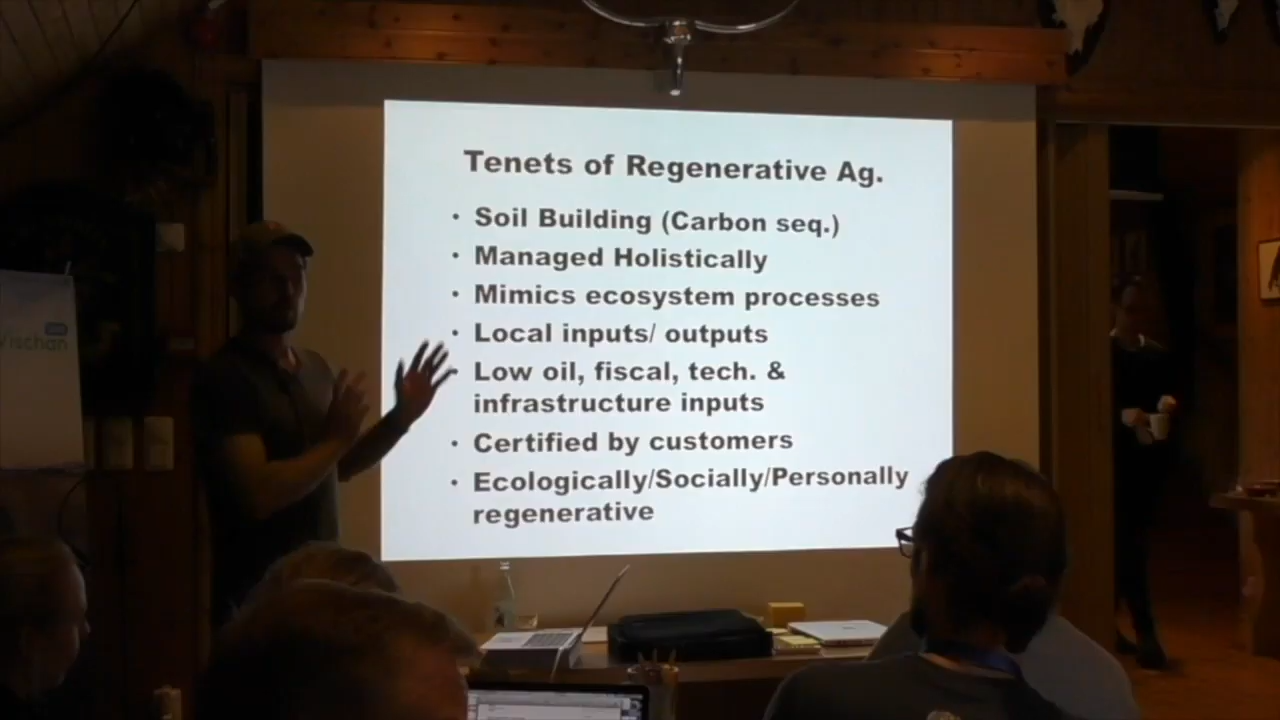 Tenets of Regenerative Ag.
• Soil Building (Carbon seq.)
• Managed Holistically
• Mimics ecosystem processes
• Local inputs/ outputs
• Low oil, fiscal, tech. &
infrastructure inputs
• Certified by customers
• Ecologically/Socially/Personally
regenerative